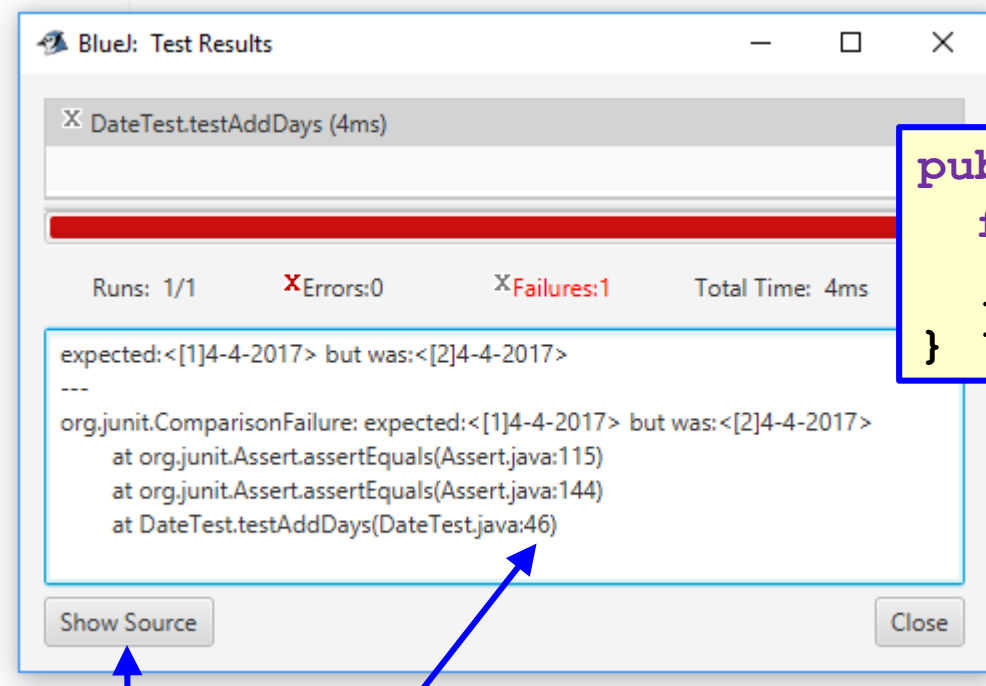 BlueJ: Test Results
DateTest.testAddDays (4ms)
Runs: 1/1 XErrors:0 XFailures:1 Total Time: 4ms
expected:<[1]4-4-2017> but was:<[2]4-4-2017>
---
org.junit.ComparisonFailure: expected:<[1]4-4-2017> but was:<[2]4-4-2017>
at org.junit.Assert.assertEquals(Assert.java:115)
at org.junit.Assert.assertEquals(Assert.java:144)
at DateTest.testAddDays(DateTest.java:46)
Show Source Close
}